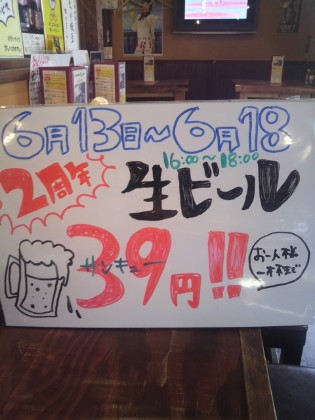 6月13日～6月18
2周年
16:00～18:00
生ビール
サンキュー
39円!!
お一人様
一杯まで